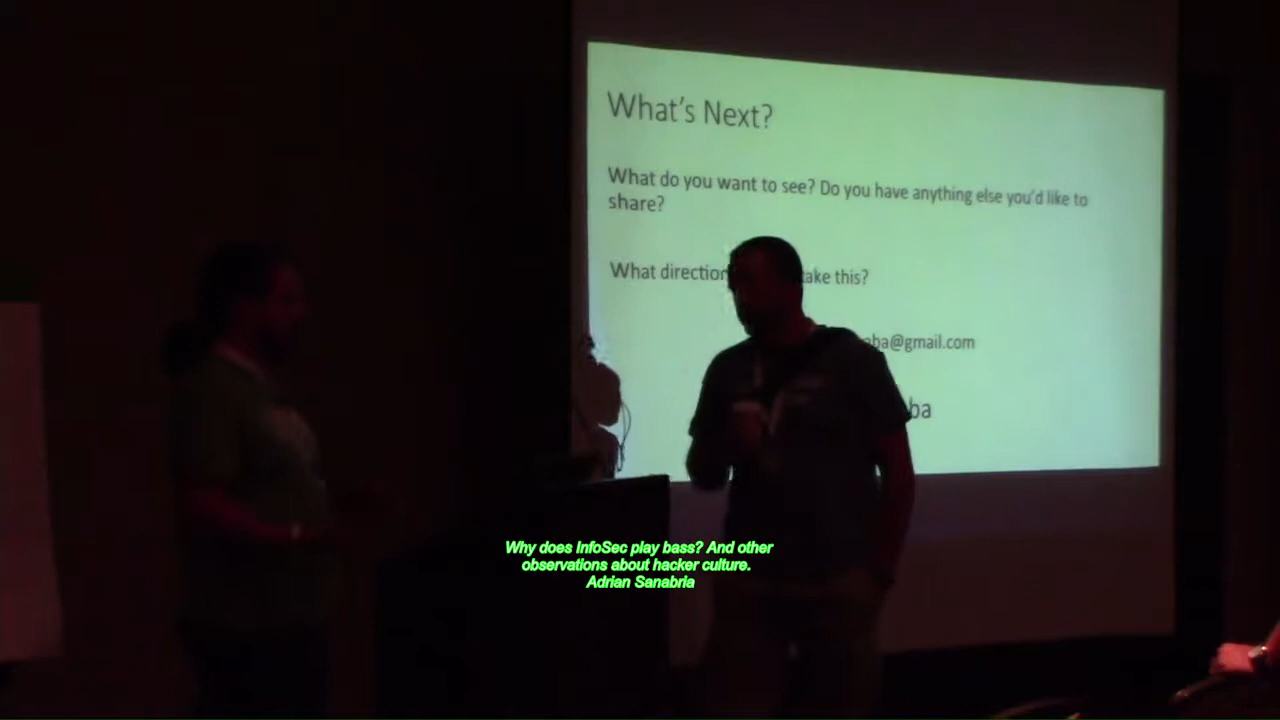 What's Next?
What do you want to see? Do you have anything else you'd like to
share?
What direction take this?
ba@gmail.com
ba
Why does InfoSec play bass? And other
observations about hacker culture.
Adrian Sanabria